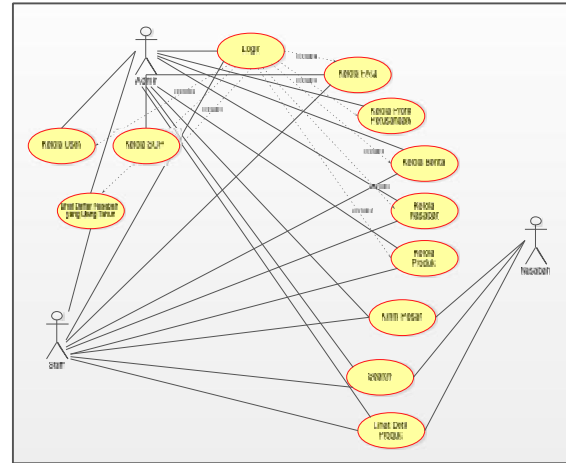 Login
Admin
Kelola FAQ
Kelola Profil
Perusahaan
Kelola User
Kelola SOP
Kelola Berita
Lihat Daftar Nasabah
yang Ulang Tahun
Kelola
Nasabah
Kelola
Produk
Nasabah
Kirim Pesan
Staff
Search
Lihat Detil
Produk